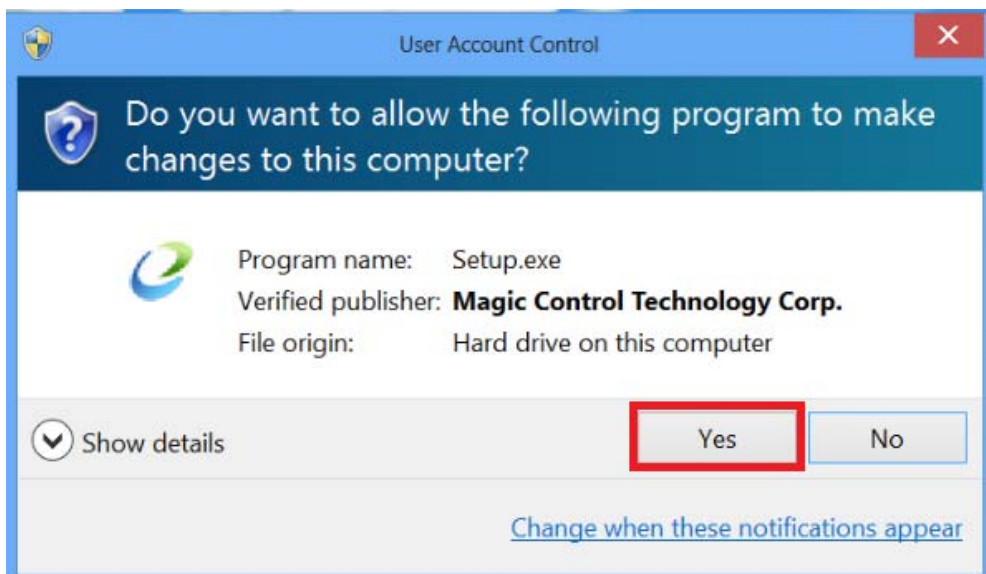 User Account Control
Do you want to allow the following program to make
changes to this computer?
Program name: Setup.exe
Verified publisher: Magic Control Technology Corp.
File origin: Hard drive on this computer
Show details
Yes No
Change when these notifications appear